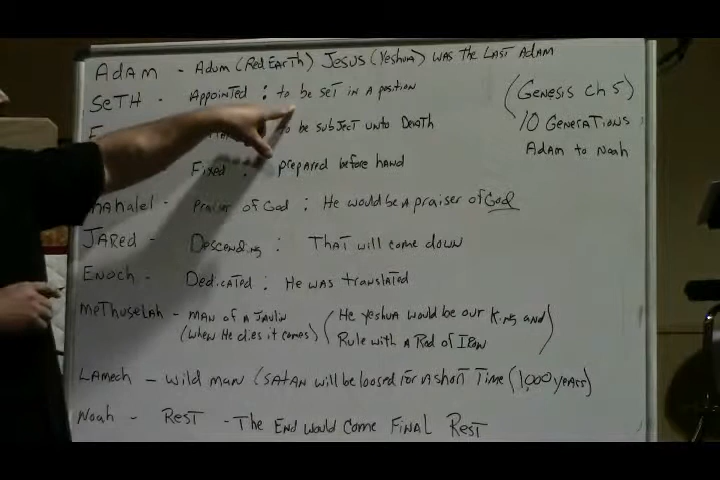 Adam - Adum (Red Earth) Jesus (Yeshua) was the Last Adam
Seth - Appointed : to be set in a position
to be subject unto Death
Fixed : prepared before hand
Mahalel - Praiser of God : He would be a praiser of God
Jared - Descending : That will come down
Enoch - Dedicated : He was translated
Methuselah - man of a Javlin (He Yeshua would be our King and
(when He dies it comes) Rule with a Rod of Iron)
Lamech - wild man (Satan will be loosed for a short Time (1,000 years)
Noah - Rest - The End would Come Final Rest
(Genesis Ch 5)
10 Generations
Adam to Noah